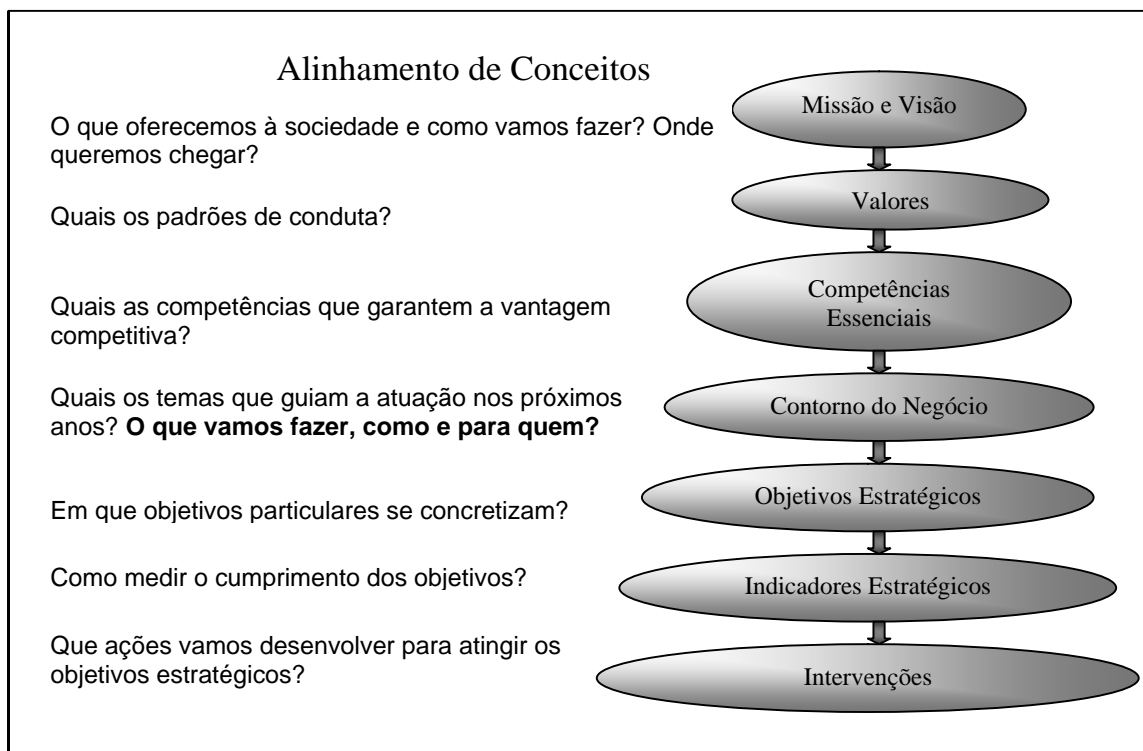 Alinhamento de Conceitos
Missão e Visão
O que oferecemos à sociedade e como vamos fazer? Onde
queremos chegar?
Valores
Quais os padrões de conduta?
Competências
Essenciais
Quais as competências que garantem a vantagem
competitiva?
Quais os temas que guiam a atuação nos próximos
anos? O que vamos fazer, como e para quem?
Contorno do Negócio
Objetivos Estratégicos
Em que objetivos particulares se concretizam?
Como medir o cumprimento dos objetivos?
Indicadores Estratégicos
Que ações vamos desenvolver para atingir os
objetivos estratégicos?
Intervenções